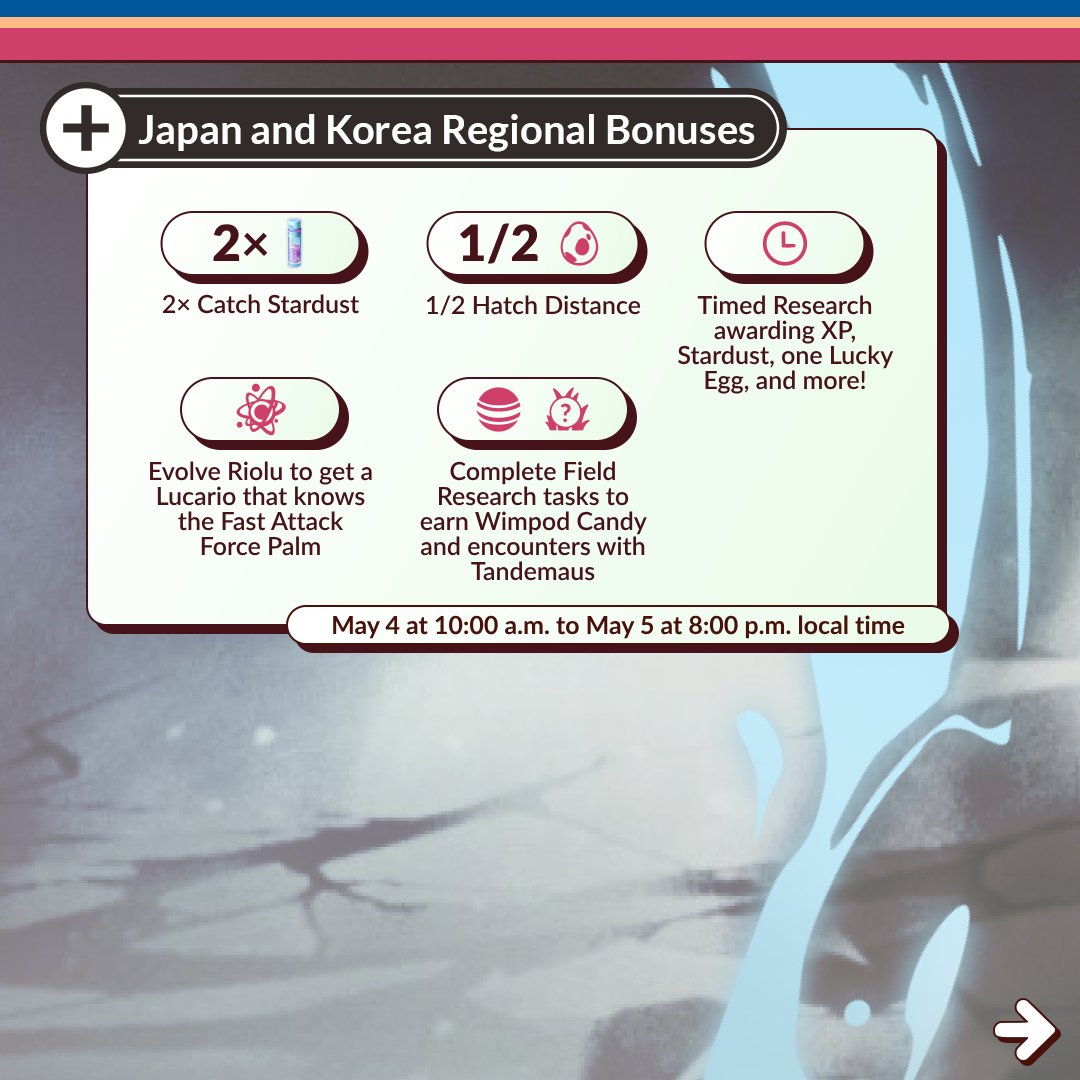 Japan and Korea Regional Bonuses
2×
2× Catch Stardust
1/2
1/2 Hatch Distance
Timed Research
awarding XP,
Stardust, one Lucky
Egg, and more!
Evolve Riolu to get a
Lucario that knows
the Fast Attack
Force Palm
?
Complete Field
Research tasks to
earn Wimpod Candy
and encounters with
Tandemaus
May 4 at 10:00 a.m. to May 5 at 8:00 p.m. local time